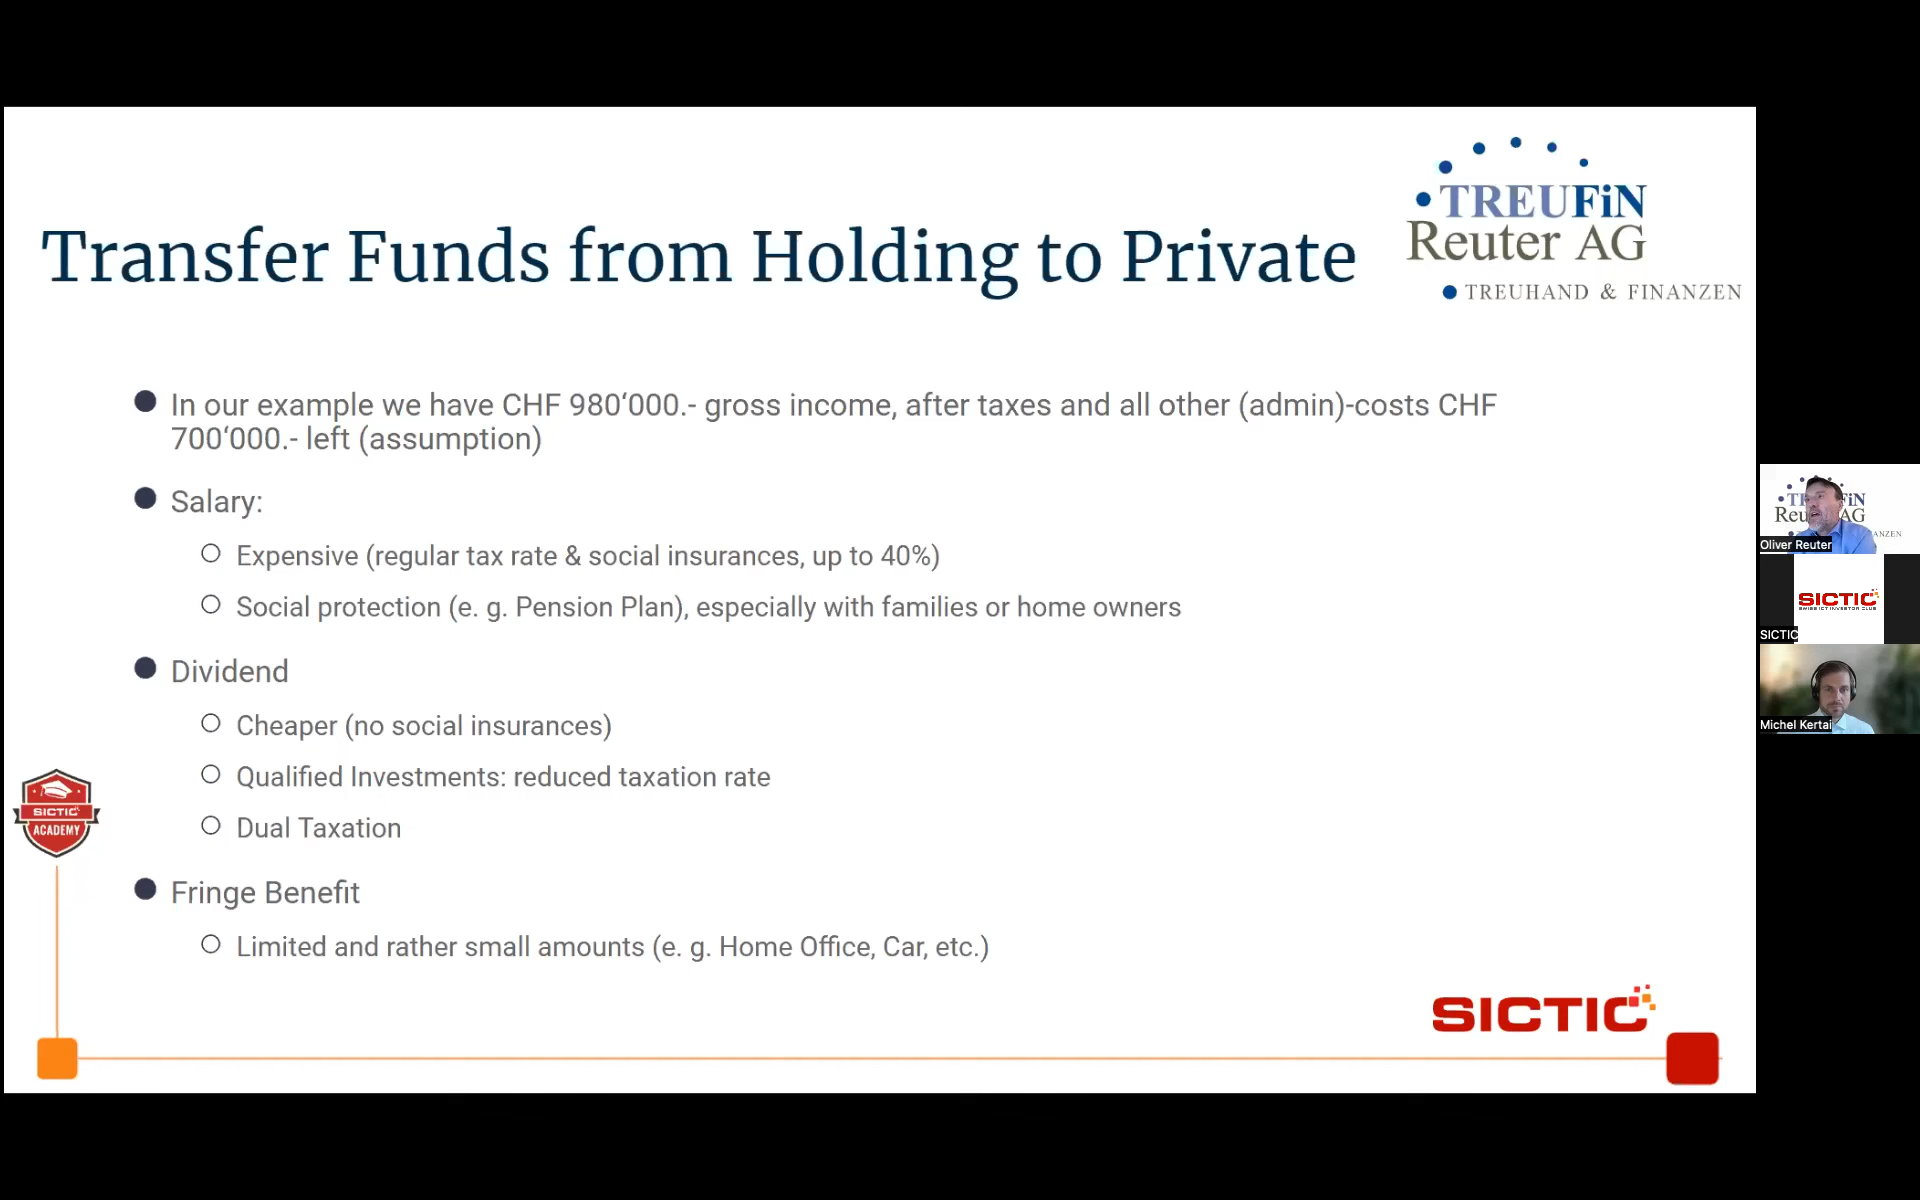 TREUFiN
Reuter AG
TREUHAND & FINANZEN
Transfer Funds from Holding to Private
In our example we have CHF 980‘000.- gross income, after taxes and all other (admin)-costs CHF
700‘000.- left (assumption)
Salary:
Expensive (regular tax rate & social insurances, up to 40%)
Social protection (e. g. Pension Plan), especially with families or home owners
Dividend
Cheaper (no social insurances)
Qualified Investments: reduced taxation rate
Dual Taxation
Fringe Benefit
Limited and rather small amounts (e. g. Home Office, Car, etc.)
SICTIC
ACADEMY
SICTIC
Oliver Reuter
SICTIC
SWISS ICT INVESTOR CLUB
SICTIC
Michel Kertai